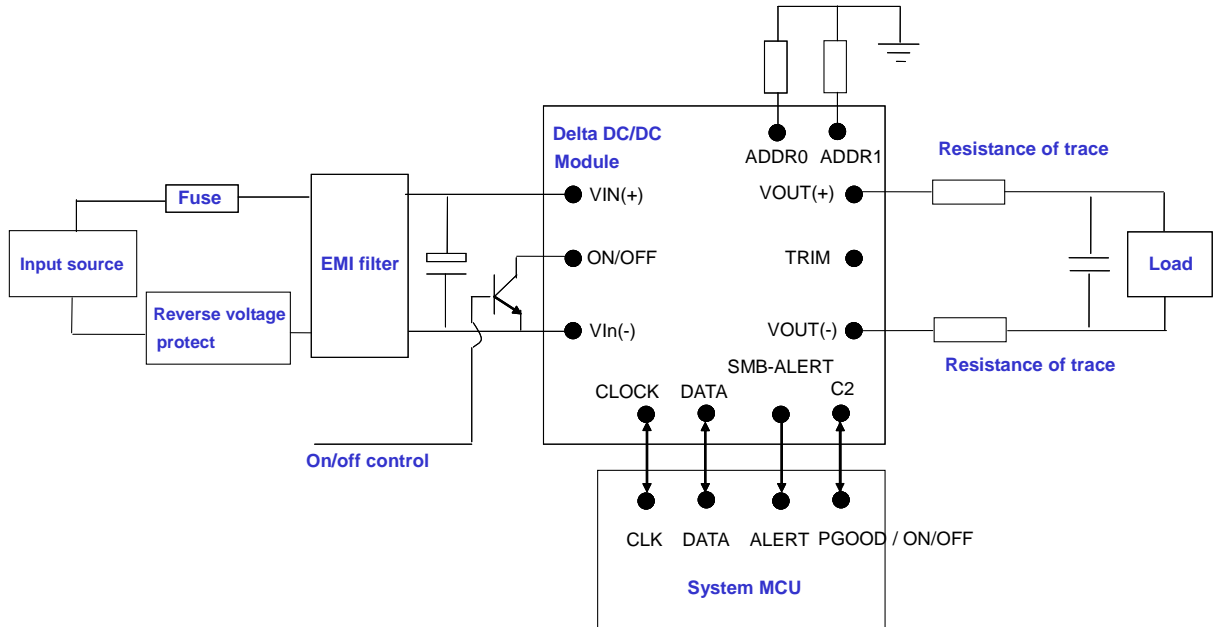 Delta DC/DC
Module
ADDR0 ADDR1
Resistance of trace
Fuse
VIN(+)
VOUT(+)
Input source
EMI filter
ON/OFF
TRIM
Load
Reverse voltage
protect
VIn(-)
VOUT(-)
Resistance of trace
SMB-ALERT
CLOCK DATA C2
On/off control
CLK DATA ALERT PGOOD / ON/OFF
System MCU